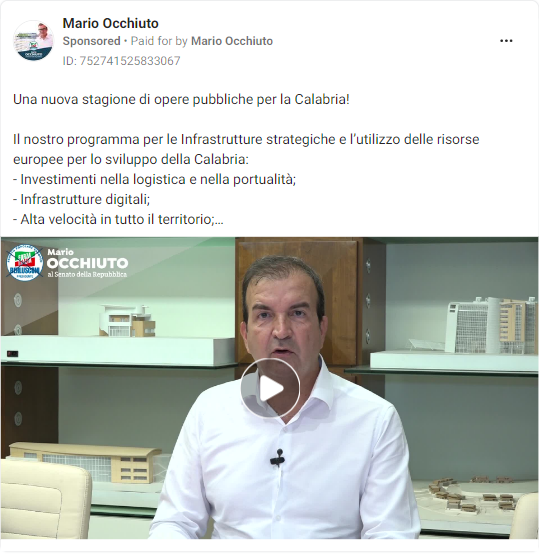 Mario Occhiuto
Sponsored • Paid for by Mario Occhiuto
ID: 752741525833067
Una nuova stagione di opere pubbliche per la Calabria!
Il nostro programma per le Infrastrutture strategiche e l'utilizzo delle risorse
europee per lo sviluppo della Calabria:
- Investimenti nella logistica e nella portualità;
- Infrastrutture digitali;
- Alta velocità in tutto il territorio;...
BERLUSCONI
Mario
OCCHIUTO
al Senato della Repubblica